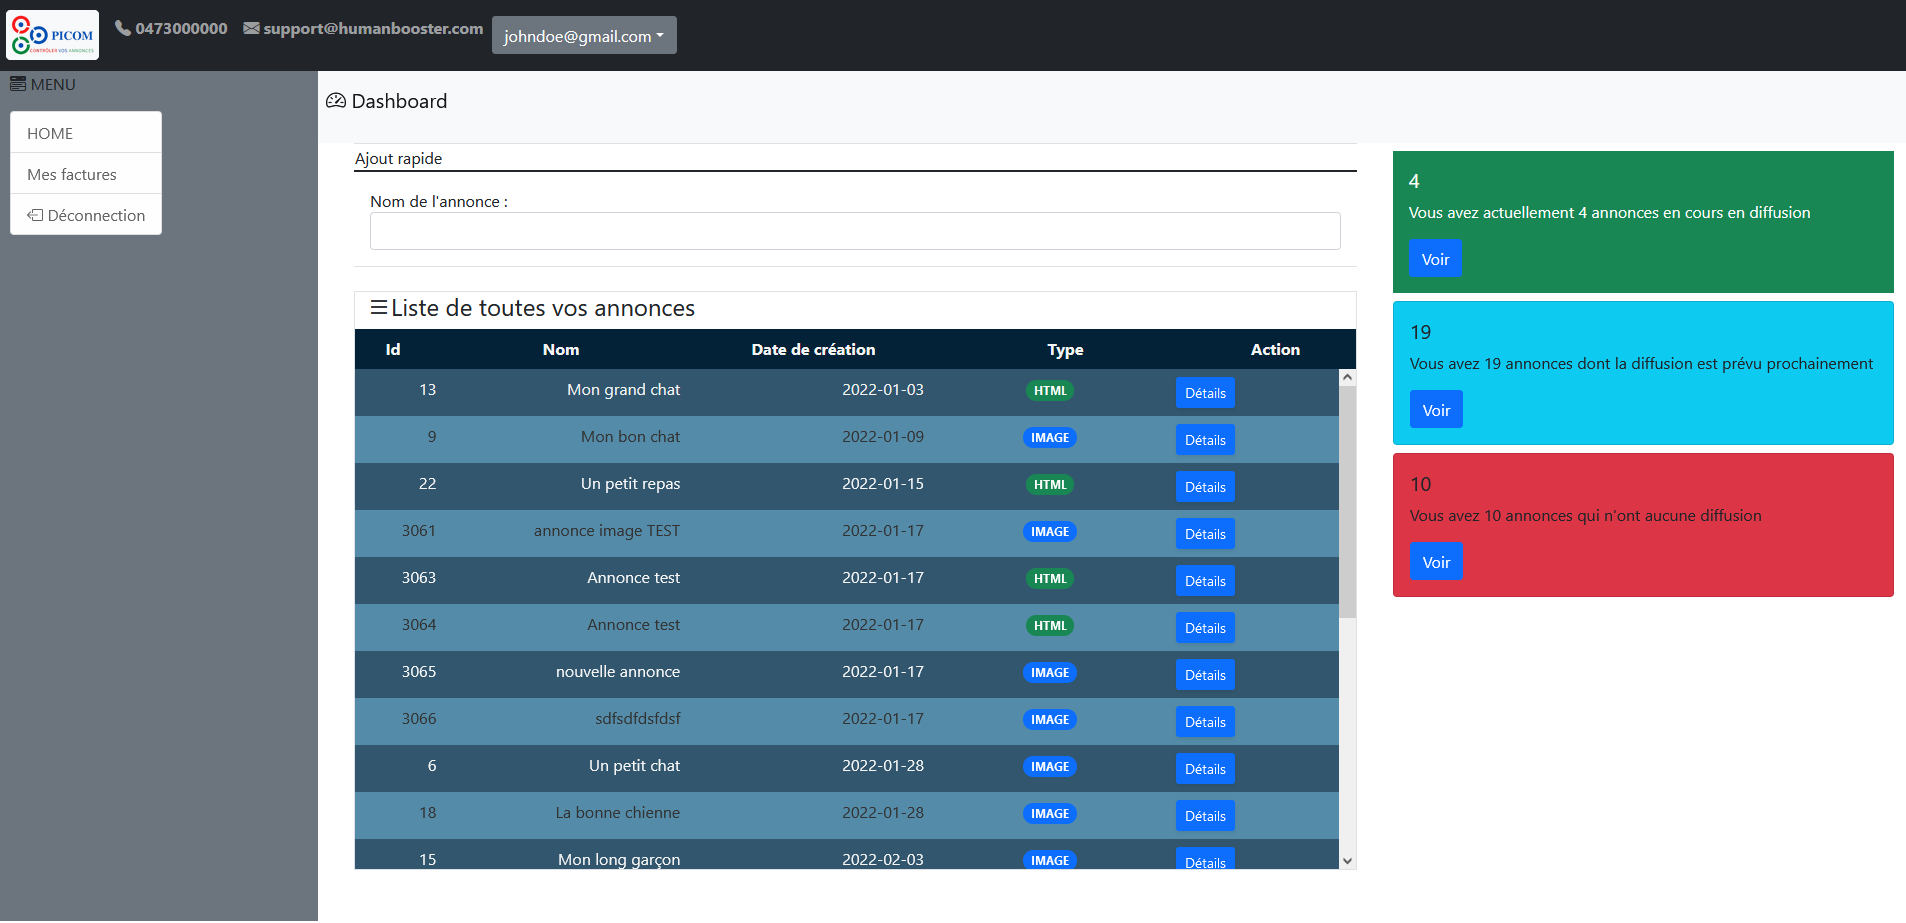 PICOM
CONTRÔLER VOS ANNONCES
0473000000 support@humanbooster.com johndoe@gmail.com
MENU
HOME
Mes factures
Déconnection
Dashboard
Ajout rapide
Nom de l'annonce :
Liste de toutes vos annonces
Id Nom Date de création Type Action
13 Mon grand chat 2022-01-03 HTML Détails
9 Mon bon chat 2022-01-09 IMAGE Détails
22 Un petit repas 2022-01-15 HTML Détails
3061 annonce image TEST 2022-01-17 IMAGE Détails
3063 Annonce test 2022-01-17 HTML Détails
3064 Annonce test 2022-01-17 HTML Détails
3065 nouvelle annonce 2022-01-17 IMAGE Détails
3066 sdfsdfdsfdsf 2022-01-17 IMAGE Détails
6 Un petit chat 2022-01-28 IMAGE Détails
18 La bonne chienne 2022-01-28 IMAGE Détails
15 Mon long garçon 2022-02-03 IMAGE Détails
4
Vous avez actuellement 4 annonces en cours en diffusion
Voir
19
Vous avez 19 annonces dont la diffusion est prévu prochainement
Voir
10
Vous avez 10 annonces qui n'ont aucune diffusion
Voir